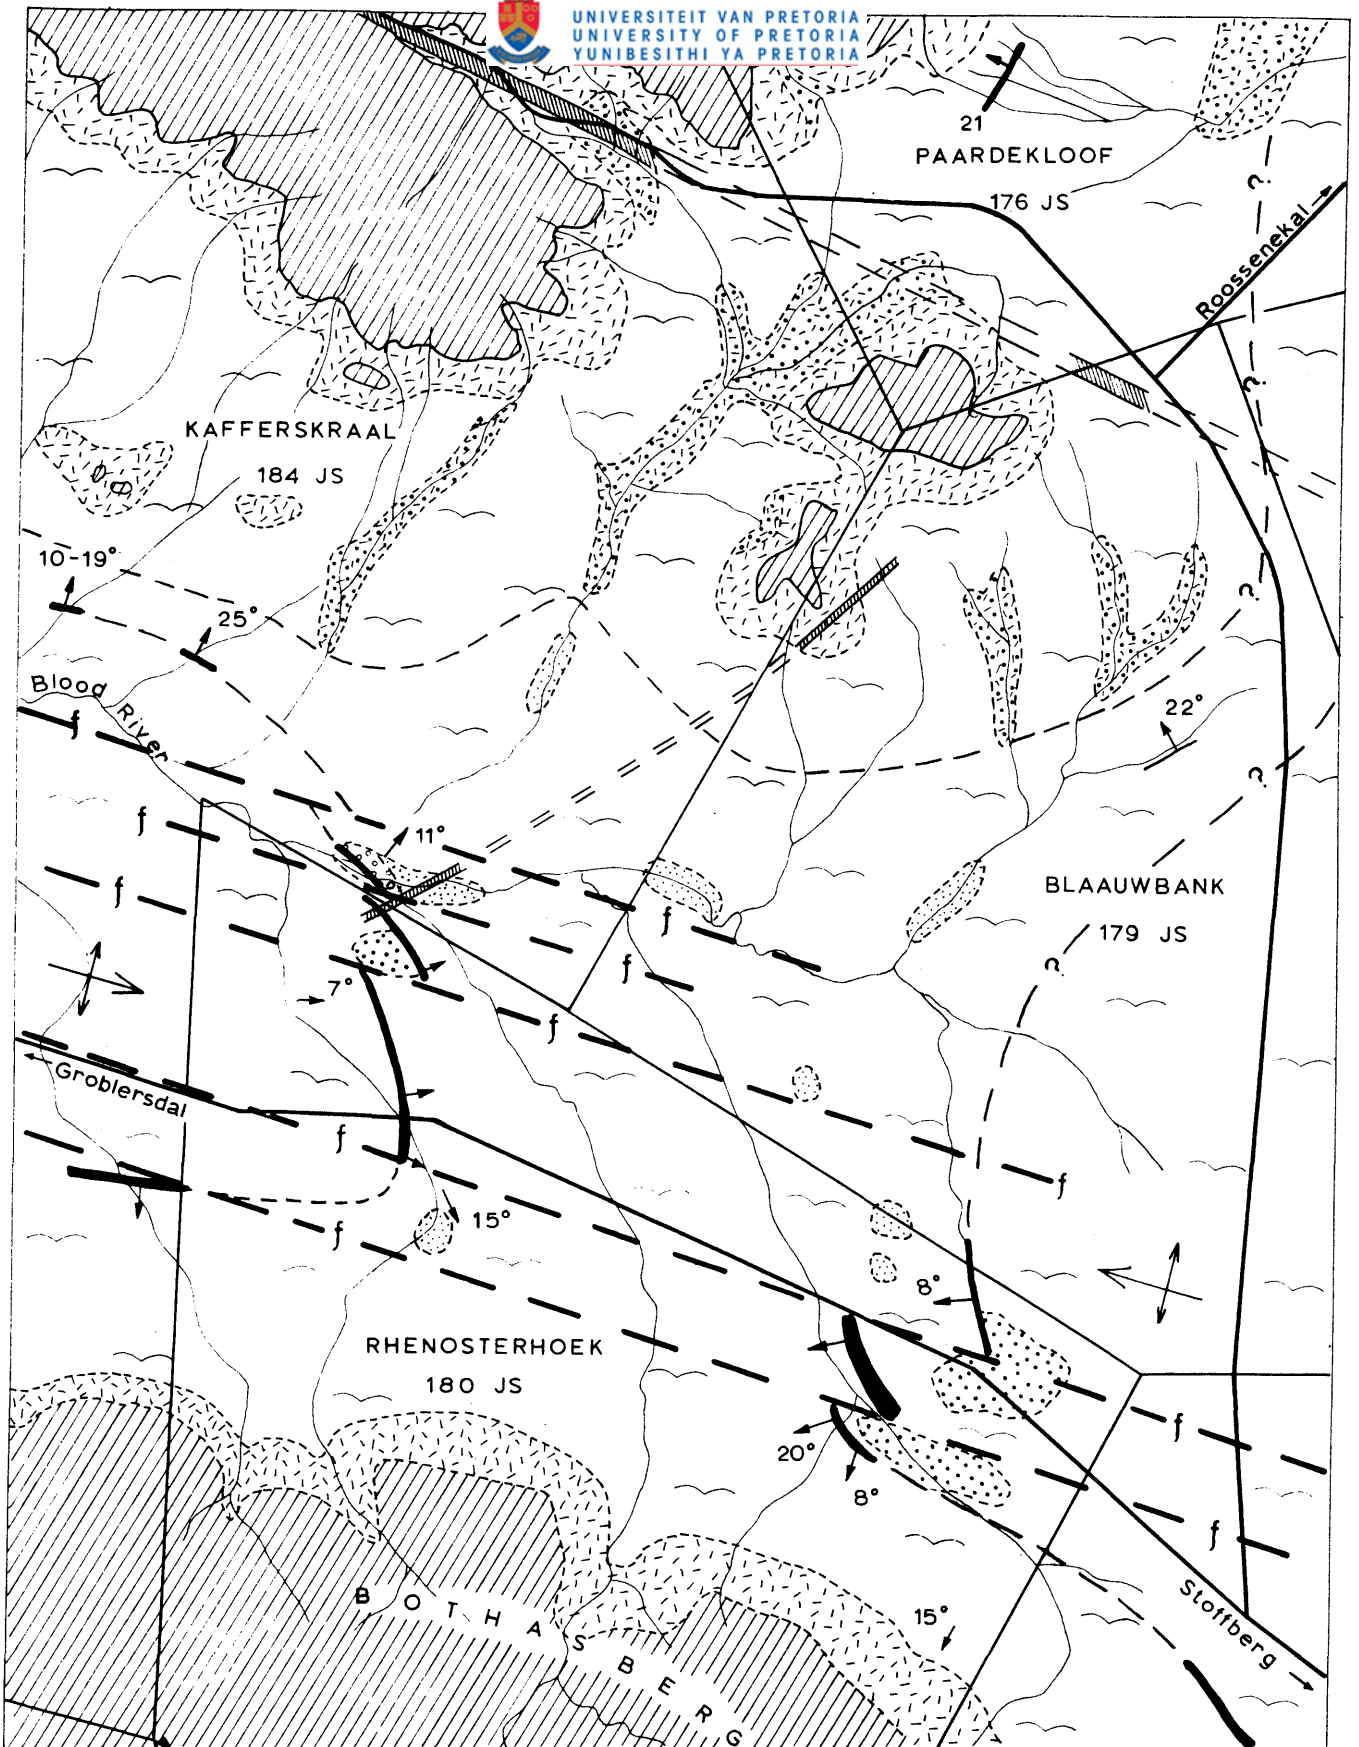 UNIVERSITEIT VAN PRETORIA
UNIVERSITY OF PRETORIA
YUNIBESITHI YA PRETORIA
21
PAARDEKLOOF
176 JS
?
Roossenekal
?
KAFFERSKRAAL
184 JS
10-19°
25°
?
Blood River
22°
f
?
f
11°
f
BLAAUWBANK
179 JS
f
f
?
7°
f
Groblersdal
f
f
15°
f
8°
RHENOSTERHOEK
180 JS
f
20°
8°
f
BOTHASBERG
15°
Stoffberg